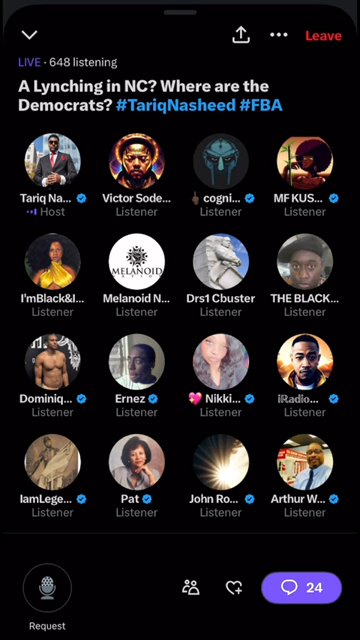 Leave
LIVE · 648 listening
A Lynching in NC? Where are the
Democrats? #TariqNasheed #FBA
Tariq Na...
Host
Victor Sode...
Listener
cogni...
Listener
MF KUS...
Listener
I'mBlack&I...
Listener
MELANOID
Melanoid N...
Listener
Drs1 Cbuster
Listener
THE BLACK...
Listener
Dominiq...
Listener
Ernez
Listener
Nikki...
Listener
iRadio...
Listener
IamLege...
Listener
Pat
Listener
John Ro...
Listener
Arthur W...
Listener
24
Request